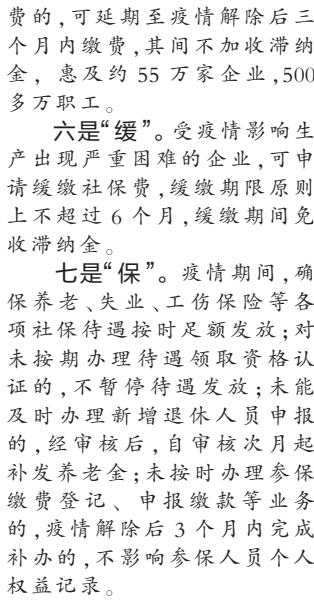 费的,可延期至疫情解除后三
个月内缴费,其间不加收滞纳
金,惠及约 55 万家企业,500
多万职工。
六是“缓”。受疫情影响生
产出现严重困难的企业,可申
请缓缴社保费,缓缴期限原则
上不超过 6 个月,缓缴期间免
收滞纳金。
七是“保”。疫情期间,确
保养老、失业、工伤保险等各
项社保待遇按时足额发放;对
未按期办理待遇领取资格认
证的,不暂停待遇发放;未能
及时办理新增退休人员申报
的,经审核后,自审核次月起
补发养老金;未按时办理参保
缴费登记、申报缴款等业务
的,疫情解除后 3 个月内完成
补办的,不影响参保人员个人
权益记录。